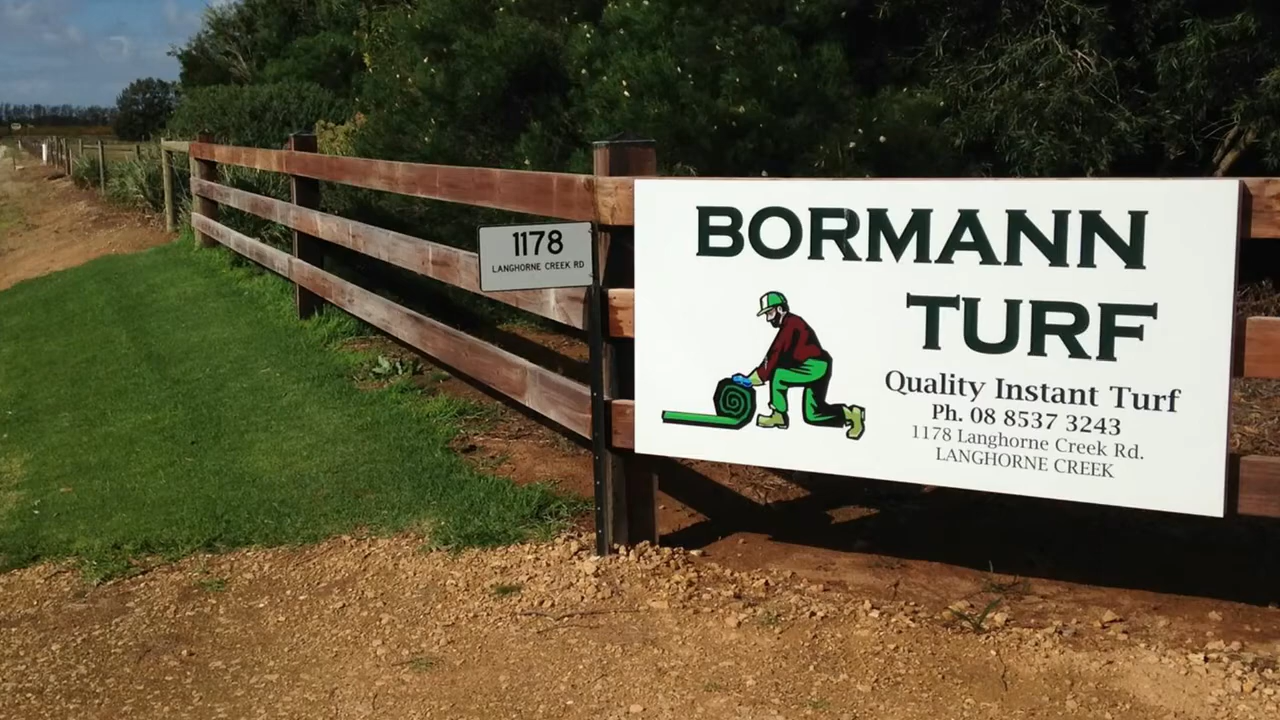 1178
LANGHORNE CREEK RD
BORMANN
TURF
Quality Instant Turf
Ph. 08 8537 3243
1178 Langhorne Creek Rd.
LANGHORNE CREEK